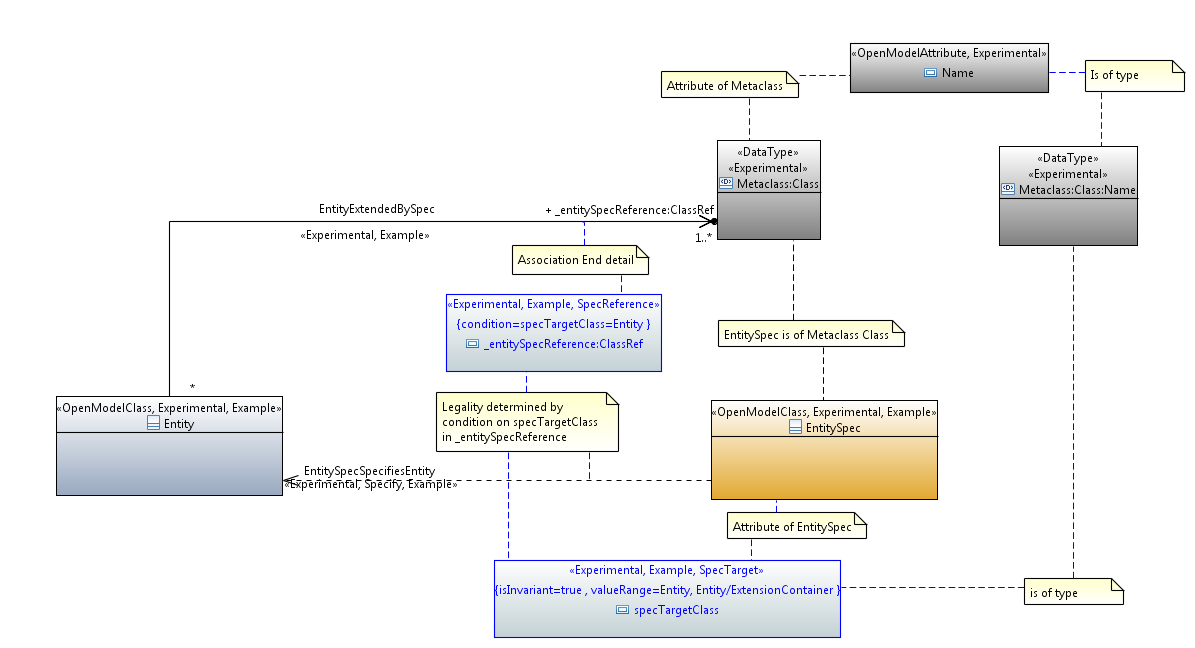 «OpenModelAttribute, Experimental»
Name
Is of type
Attribute of Metaclass
«DataType»
«Experimental»
Metaclass:Class
«DataType»
«Experimental»
Metaclass:Class:Name
EntityExtendedBySpec
+ _entitySpecReference:ClassRef
«Experimental, Example»
1..*
Association End detail
«Experimental, Example, SpecReference»
{condition=specTargetClass=Entity }
_entitySpecReference:ClassRef
EntitySpec is of Metaclass Class
*
«OpenModelClass, Experimental, Example»
Entity
Legality determined by
condition on specTargetClass
in _entitySpecReference
«OpenModelClass, Experimental, Example»
EntitySpec
EntitySpecSpecifiesEntity
«Experimental, Specify, Example»
Attribute of EntitySpec
«Experimental, Example, SpecTarget»
{isInvariant=true , valueRange=Entity, Entity/ExtensionContainer }
specTargetClass
is of type